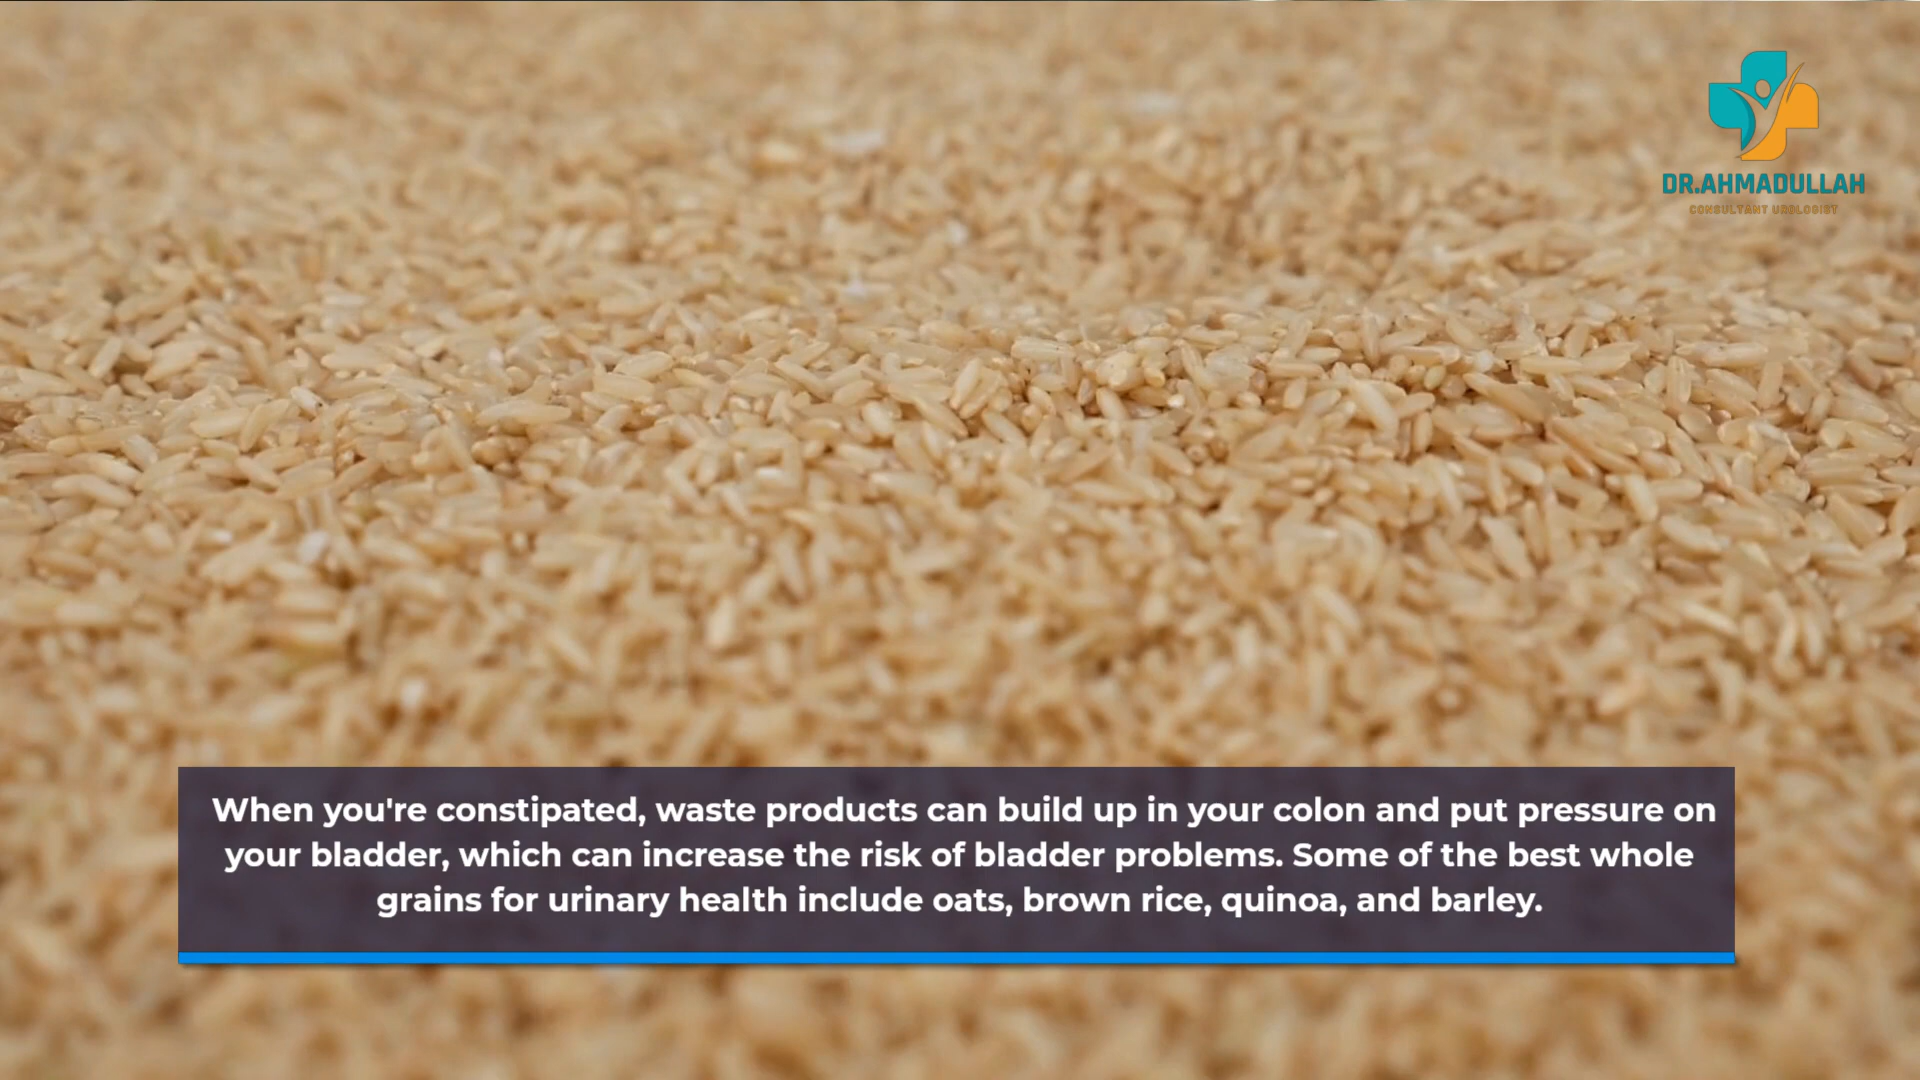 DR.AHMADULLAH
CONSULTANT UROLOGIST
When you're constipated, waste products can build up in your colon and put pressure on
your bladder, which can increase the risk of bladder problems. Some of the best whole
grains for urinary health include oats, brown rice, quinoa, and barley.